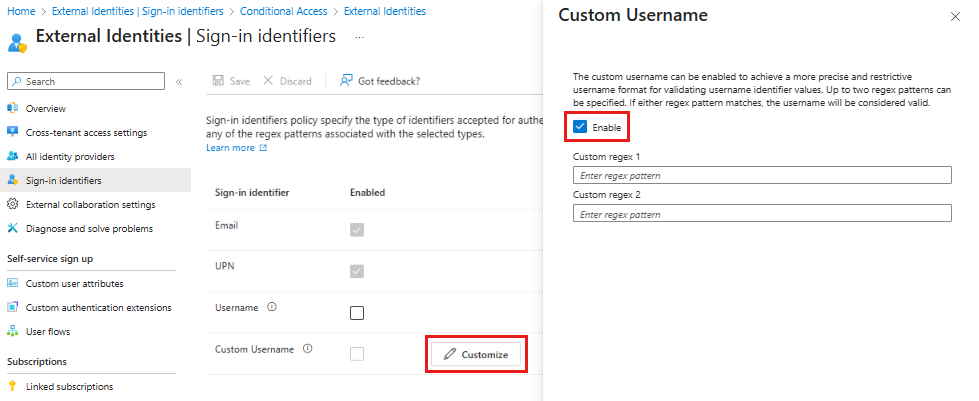 Home > External Identities | Sign-in identifiers > Conditional Access > External Identities
External Identities | Sign-in identifiers ...
Search
«
Overview
Cross-tenant access settings
All identity providers
Sign-in identifiers
External collaboration settings
Diagnose and solve problems
Self-service sign up
Custom user attributes
Custom authentication extensions
User flows
Subscriptions
Linked subscriptions
Save Discard Got feedback?
Sign-in identifiers policy specify the type of identifiers accepted for authe
any of the regex patterns associated with the selected types.
Learn more
Sign-in identifier Enabled
Email
UPN
Username
Custom Username Customize
Custom Username
The custom username can be enabled to achieve a more precise and restrictive
username format for validating username identifier values. Up to two regex patterns can
be specified. If either regex pattern matches, the username will be considered valid.
Enable
Custom regex 1
Enter regex pattern
Custom regex 2
Enter regex pattern